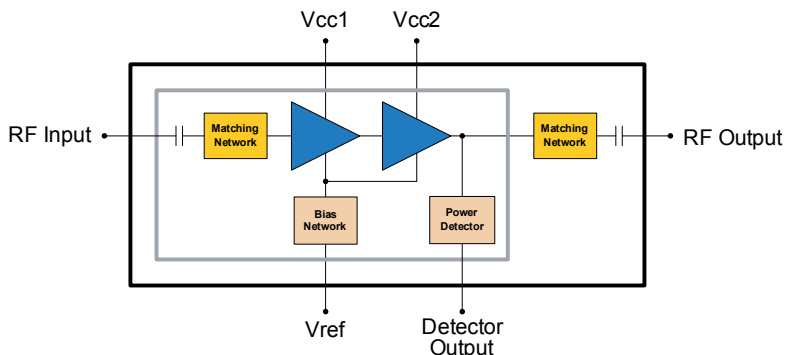 Vcc1 Vcc2
RF Input
Matching
Network
Matching
Network
RF Output
Bias
Network
Power
Detector
Vref
Detector
Output